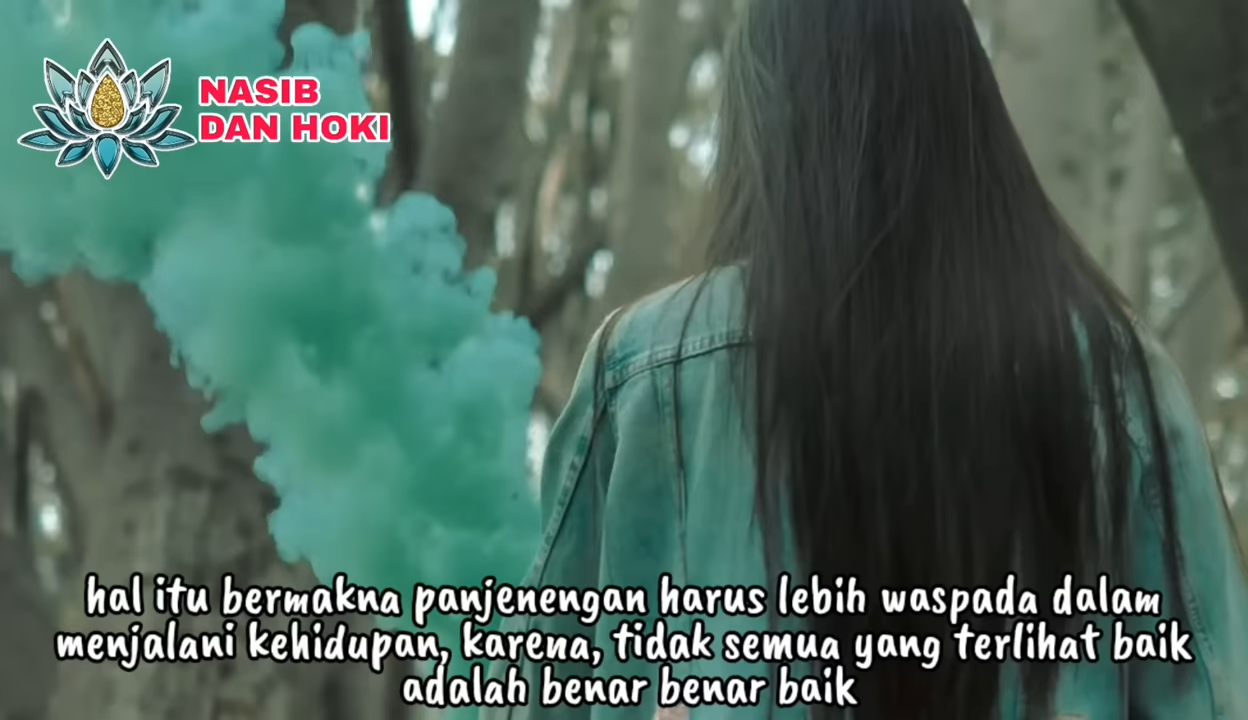 NASIB
DAN HOKI
hal itu bermakna panjenengan harus lebih waspada dalam
menjalani kehidupan, karena, tidak semua yang terlihat baik
adalah benar benar baik